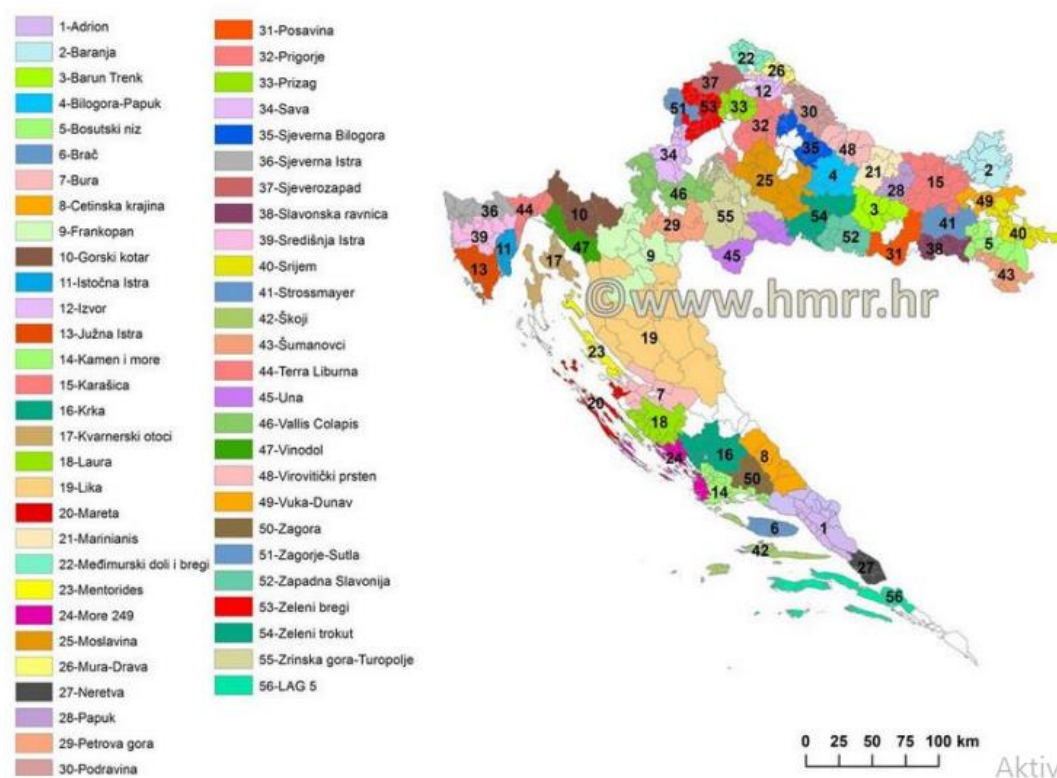 1-Adrion
2-Baranja
3-Barun Trenk
4-Bilogora-Papuk
5-Bosutski niz
6-Brač
7-Bura
8-Cetinska krajina
9-Frankopan
10-Gorski kotar
11-Istočna Istra
12-Izvor
13-Južna Istra
14-Kamen i more
15-Karašica
16-Krka
17-Kvarnerski otoci
18-Laura
19-Lika
20-Mareta
21-Marinianis
22-Međimurski doli i bregi
23-Mentorides
24-More 249
25-Moslavina
26-Mura-Drava
27-Neretva
28-Papuk
29-Petrova gora
30-Podravina
31-Posavina
32-Prigorje
33-Prizag
34-Sava
35-Sjeverna Bilogora
36-Sjeverna Istra
37-Sjeverozapad
38-Slavonska ravnica
39-Središnja Istra
40-Srijem
41-Strossmayer
42-Škoji
43-Šumanovci
44-Terra Liburna
45-Una
46-Vallis Colapis
47-Vinodol
48-Virovitički prsten
49-Vuka-Dunav
50-Zagora
51-Zagorje-Sutla
52-Zapadna Slavonija
53-Zeleni bregi
54-Zeleni trokut
55-Zrinska gora-Turopolje
56-LAG 5
22
26
37
12
51
53
33
30
32
34
35
48
21
2
4
28
15
25
46
49
36
44
10
55
29
3
54
41
40
39
11
47
52
31
38
5
13
17
9
45
43
©www.hmrr.hr
19
23
7
20
18
24
16
8
50
14
6
1
42
27
56
0 25 50 75 100 km
Aktiv